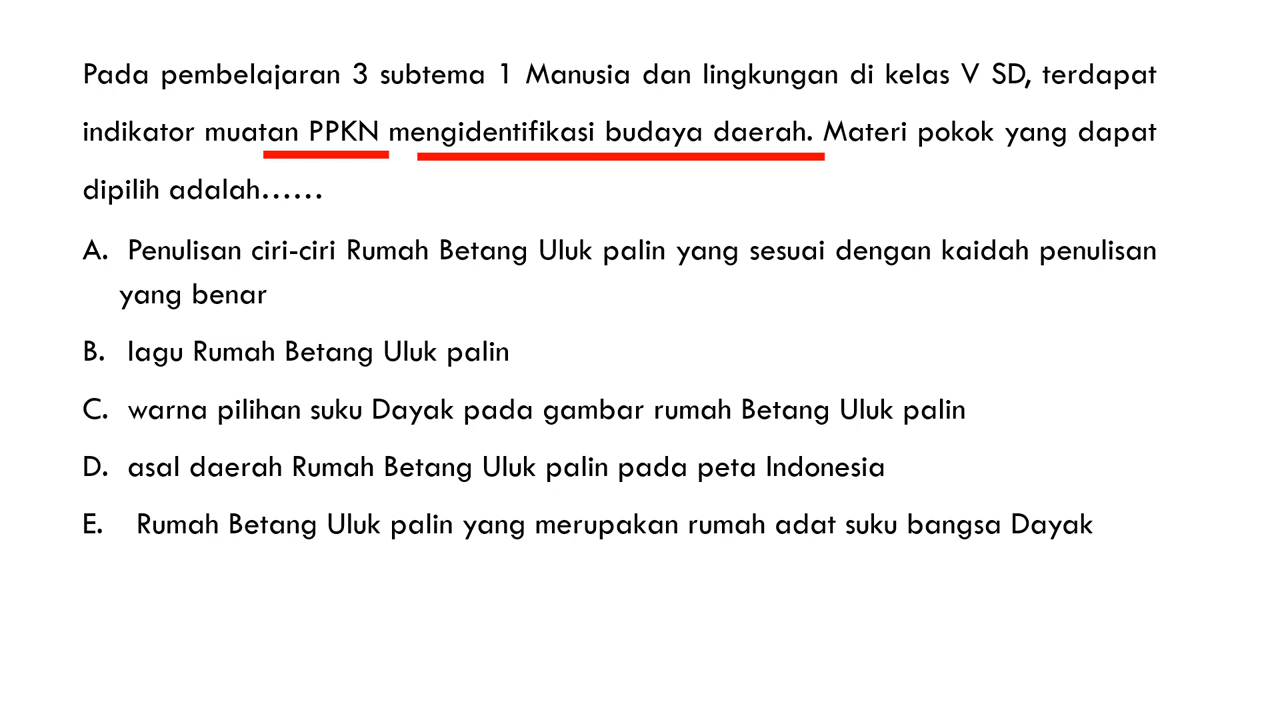 Pada pembelajaran 3 subtema 1 Manusia dan lingkungan di kelas V SD, terdapat
indikator muatan PPKN mengidentifikasi budaya daerah. Materi pokok yang dapat
dipilih adalah……
A. Penulisan ciri-ciri Rumah Betang Uluk palin yang sesuai dengan kaidah penulisan
yang benar
B. lagu Rumah Betang Uluk palin
C. warna pilihan suku Dayak pada gambar rumah Betang Uluk palin
D. asal daerah Rumah Betang Uluk palin pada peta Indonesia
E. Rumah Betang Uluk palin yang merupakan rumah adat suku bangsa Dayak